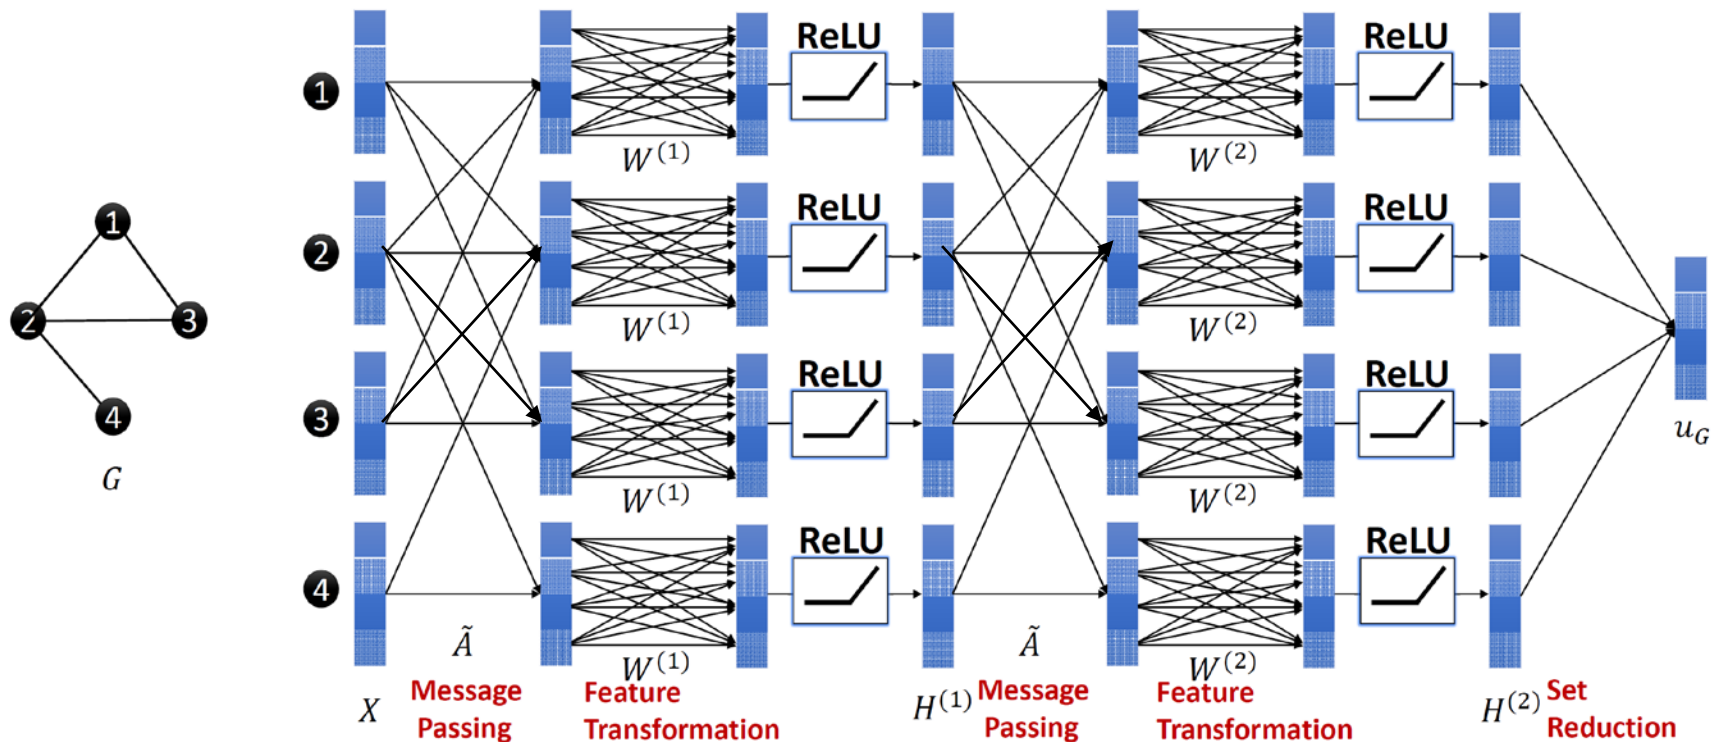 1
2
3
4
G
1
2
3
4
ReLU
ReLU
W^{(1)}
W^{(2)}
ReLU
ReLU
W^{(1)}
W^{(2)}
ReLU
ReLU
W^{(1)}
W^{(2)}
u_G
ReLU
ReLU
Ã
W^{(1)}
Ã
W^{(2)}
X
Message
Passing
Feature
Transformation
H^{(1)}
Message
Passing
Feature
Transformation
H^{(2)}
Set
Reduction